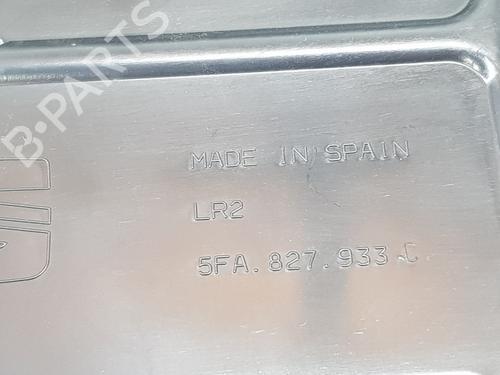 B-PARTS
MADE IN SPAIN
LR2
5FA.827.933 C